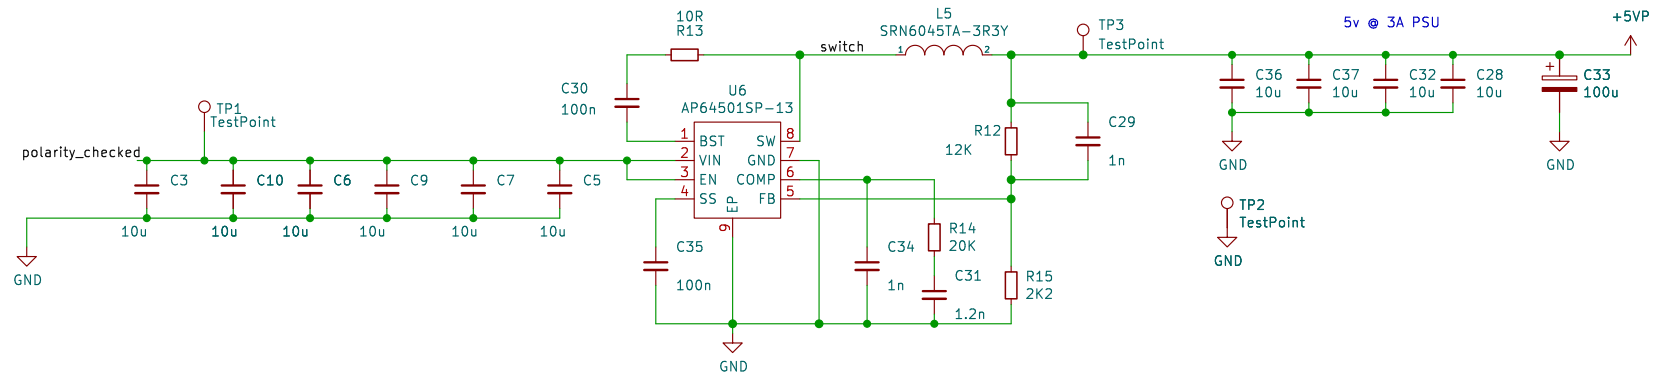 10R
R13
L5
SRN6045TA-3R3Y
switch
1
2
TP3
TestPoint
5v @ 3A PSU
+5VP
C30
100n
U6
AP64501SP-13
C36
10u
C37
10u
C32
10u
C28
10u
+
C33
100u
TP1
TestPoint
polarity_checked
1 BST SW 8
2 VIN GND 7
3 EN COMP 6
4 SS FB 5
EP
9
R12
12K
C29
1n
GND
GND
C3
C10
C6
C9
C7
C5
10u
10u
10u
10u
10u
10u
GND
TP2
TestPoint
GND
C35
100n
C34
1n
R14
20K
C31
1.2n
R15
2K2
GND